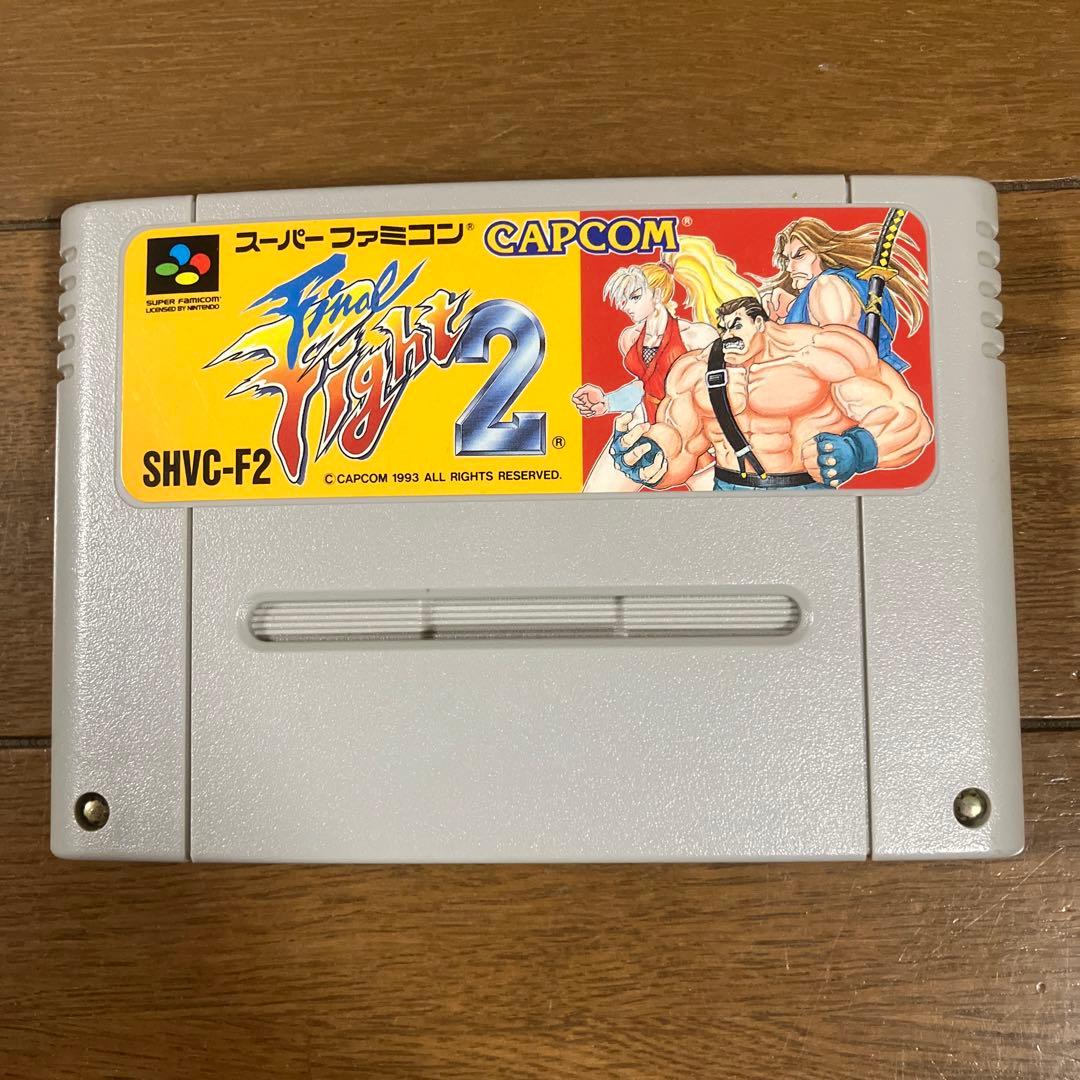 スーパーファミコン®
CAPCOM®
SUPER FAMICOM
LICENSED BY NINTENDO
Final
Fight 2®
SHVC-F2
© CAPCOM 1993 ALL RIGHTS RESERVED.